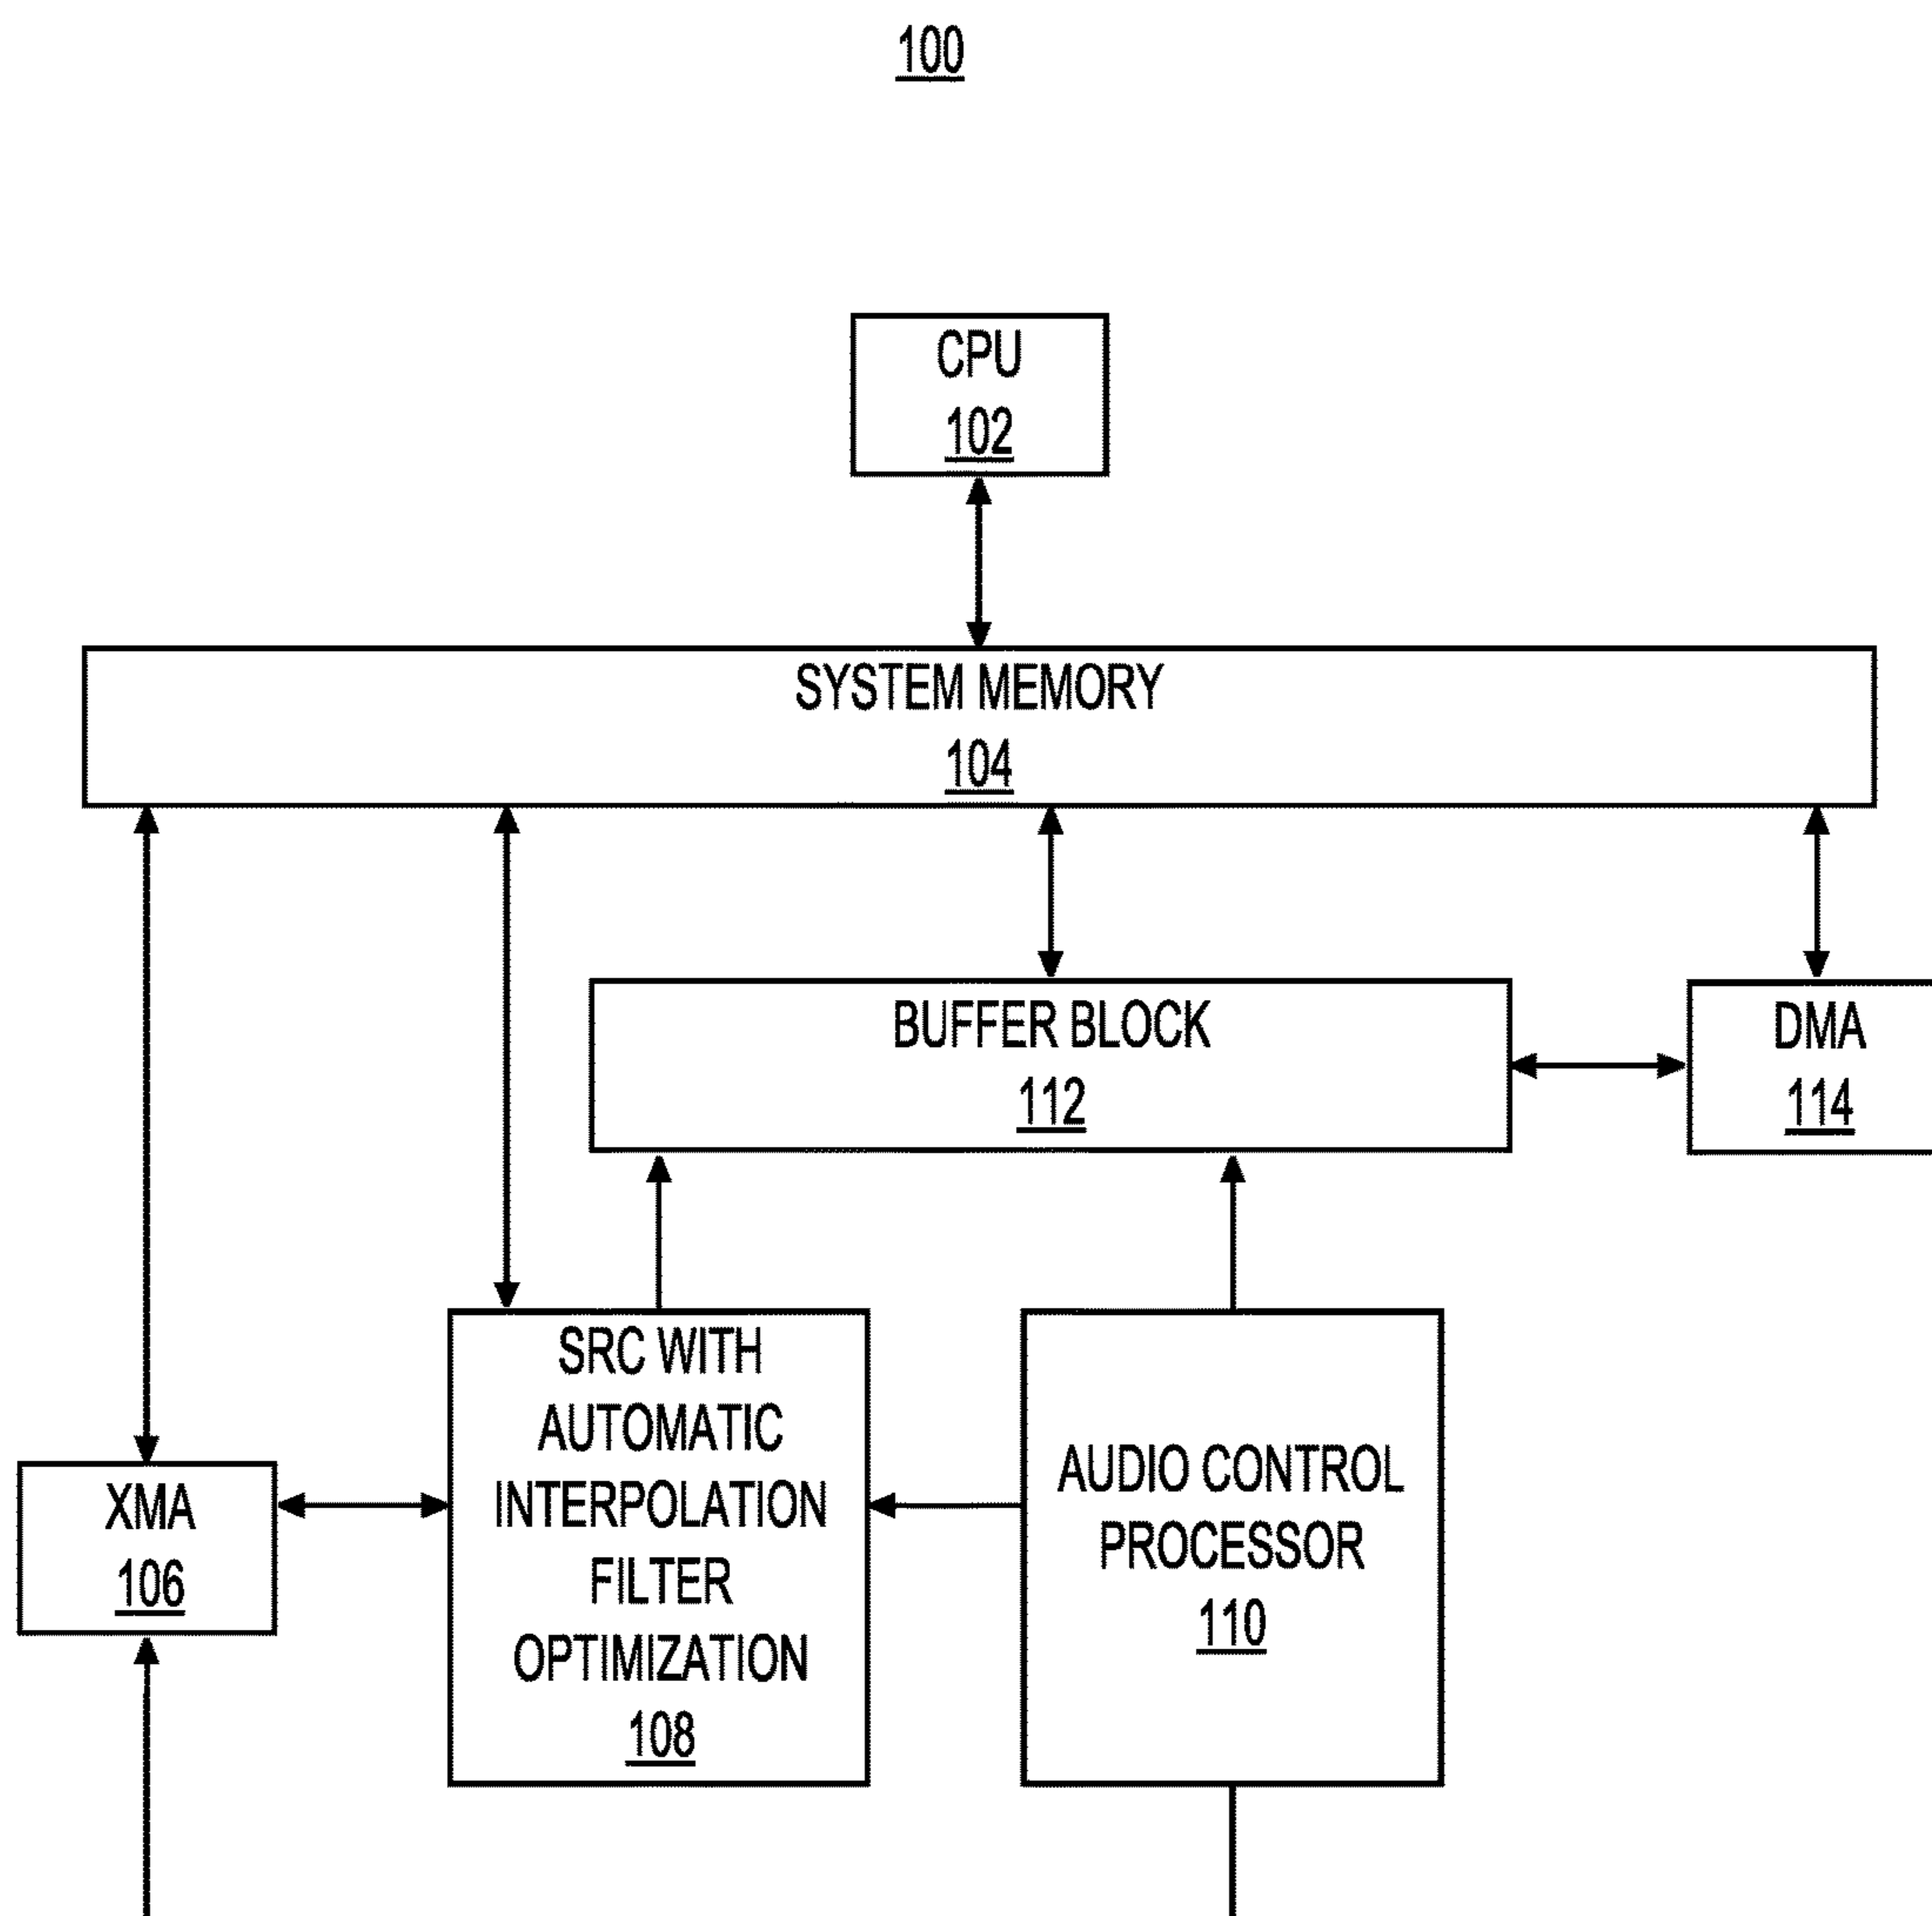 100
CPU
102
SYSTEM MEMORY
104
BUFFER BLOCK
112
DMA
114
SRC WITH
AUTOMATIC
INTERPOLATION
FILTER
OPTIMIZATION
108
AUDIO CONTROL
PROCESSOR
110
XMA
106